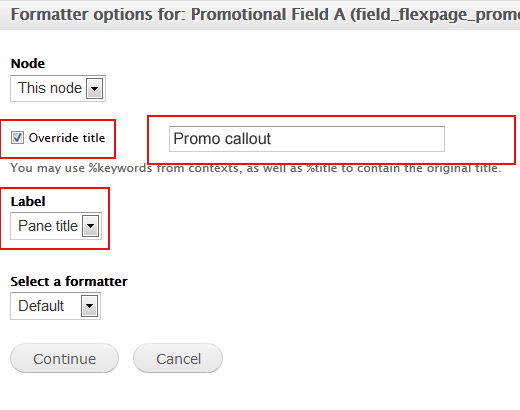 Formatter options for: Promotional Field A (field_flexpage_promo
Node
This node
Override title
Promo callout
You may use %keywords from contexts, as well as %title to contain the original title.
Label
Pane title
Select a formatter
Default
Continue Cancel